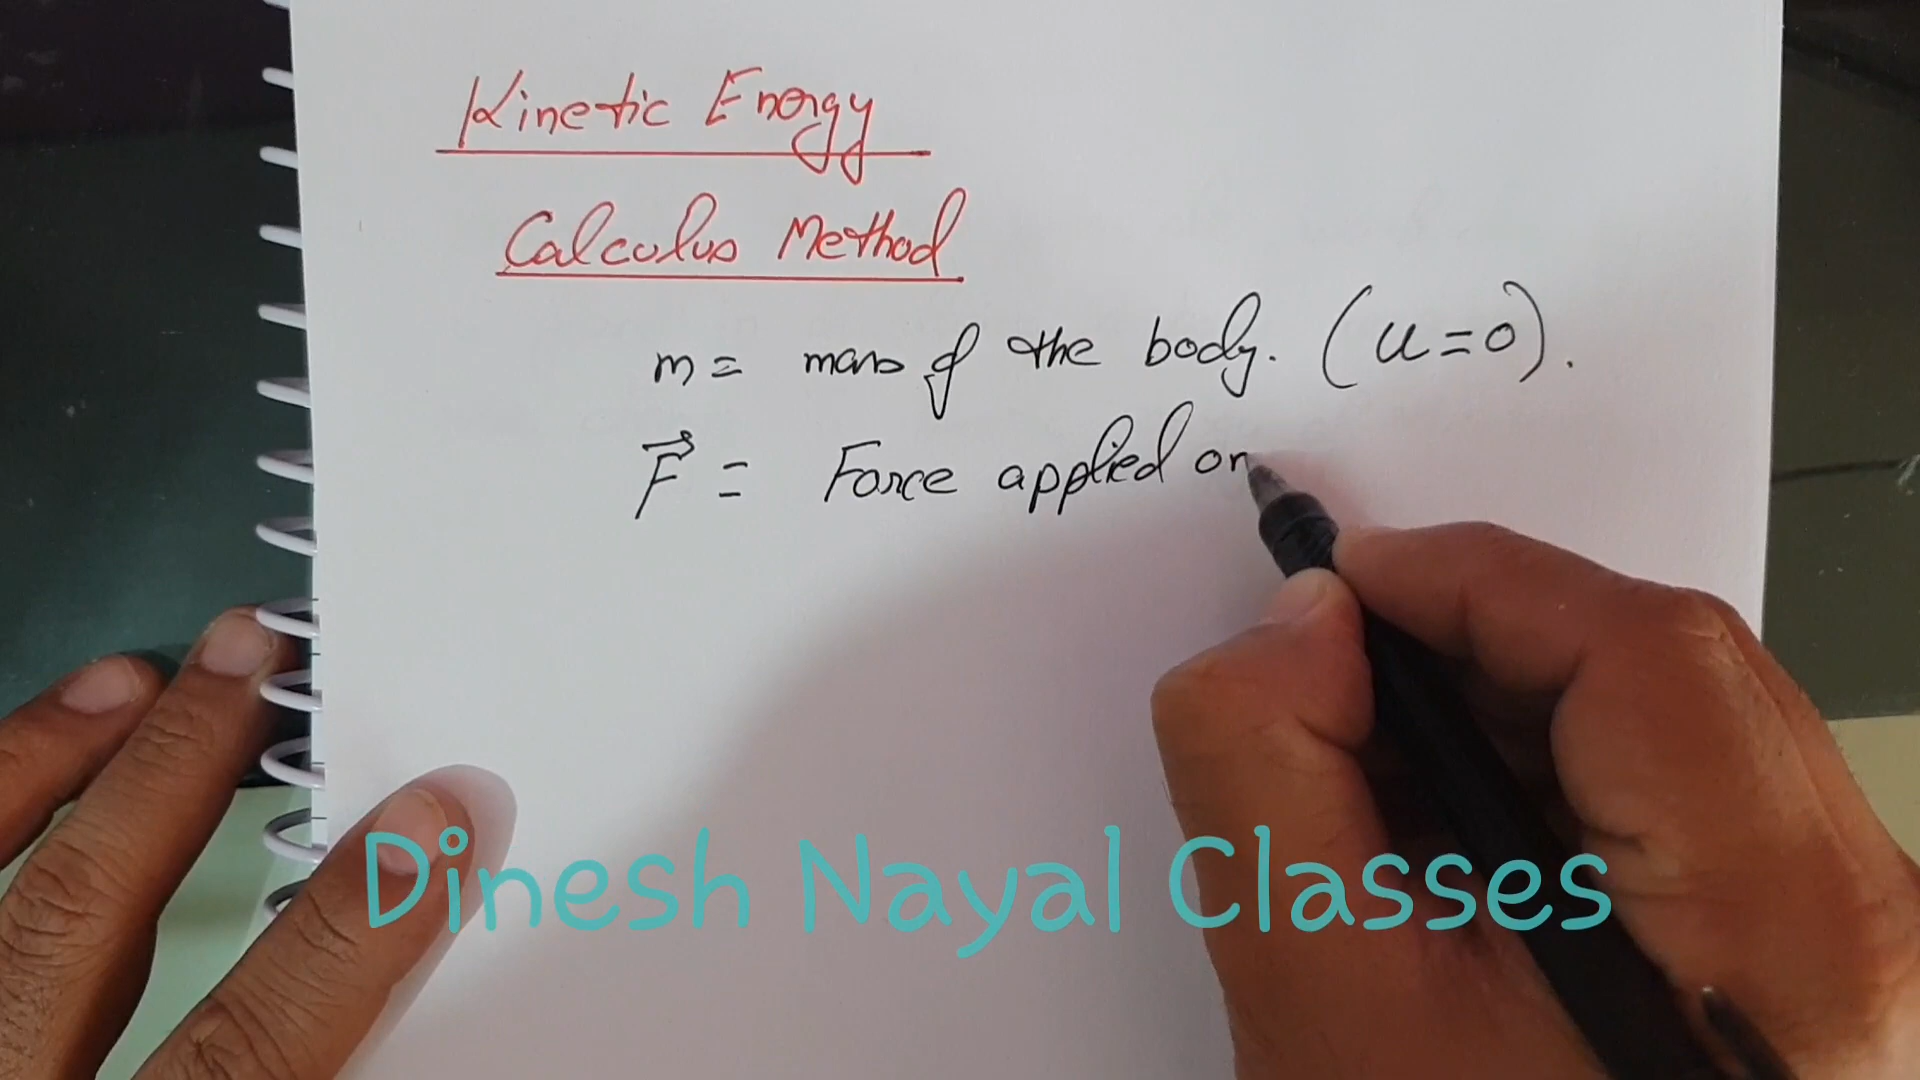 Kinetic Energy
Calculus Method
m = mass of the body. (u=0).
F⃗ = Force applied on
Dinesh Nayal Classes